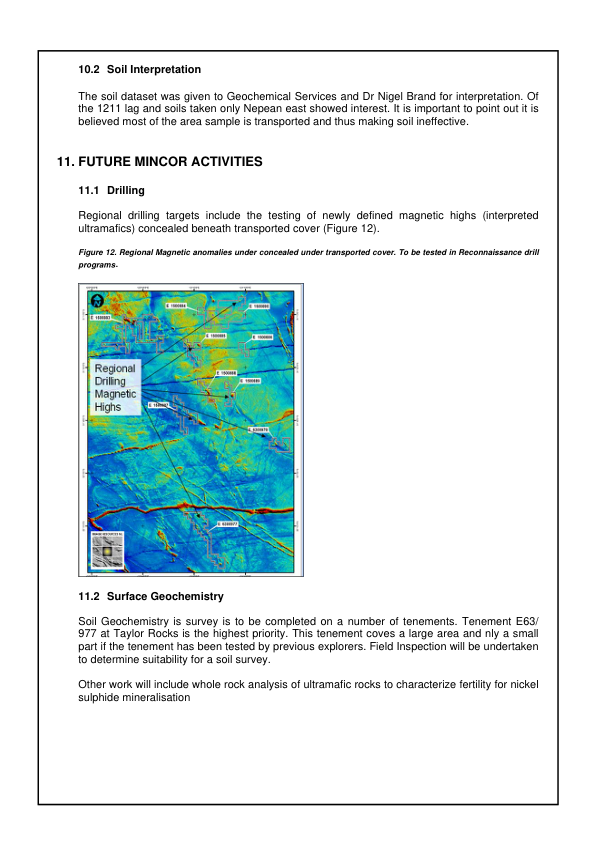 10.2 Soil Interpretation
The soil dataset was given to Geochemical Services and Dr Nigel Brand for interpretation. Of
the 1211 lag and soils taken only Nepean east showed interest. It is important to point out it is
believed most of the area sample is transported and thus making soil ineffective.
11. FUTURE MINCOR ACTIVITIES
11.1 Drilling
Regional drilling targets include the testing of newly defined magnetic highs (interpreted
ultramafics) concealed beneath transported cover (Figure 12).
Figure 12. Regional Magnetic anomalies under concealed under transported cover. To be tested in Reconnaissance drill
programs.
Regional
Drilling
Magnetic
Highs
11.2 Surface Geochemistry
Soil Geochemistry is survey is to be completed on a number of tenements. Tenement E63/
977 at Taylor Rocks is the highest priority. This tenement coves a large area and nly a small
part if the tenement has been tested by previous explorers. Field Inspection will be undertaken
to determine suitability for a soil survey.
Other work will include whole rock analysis of ultramafic rocks to characterize fertility for nickel
sulphide mineralisation